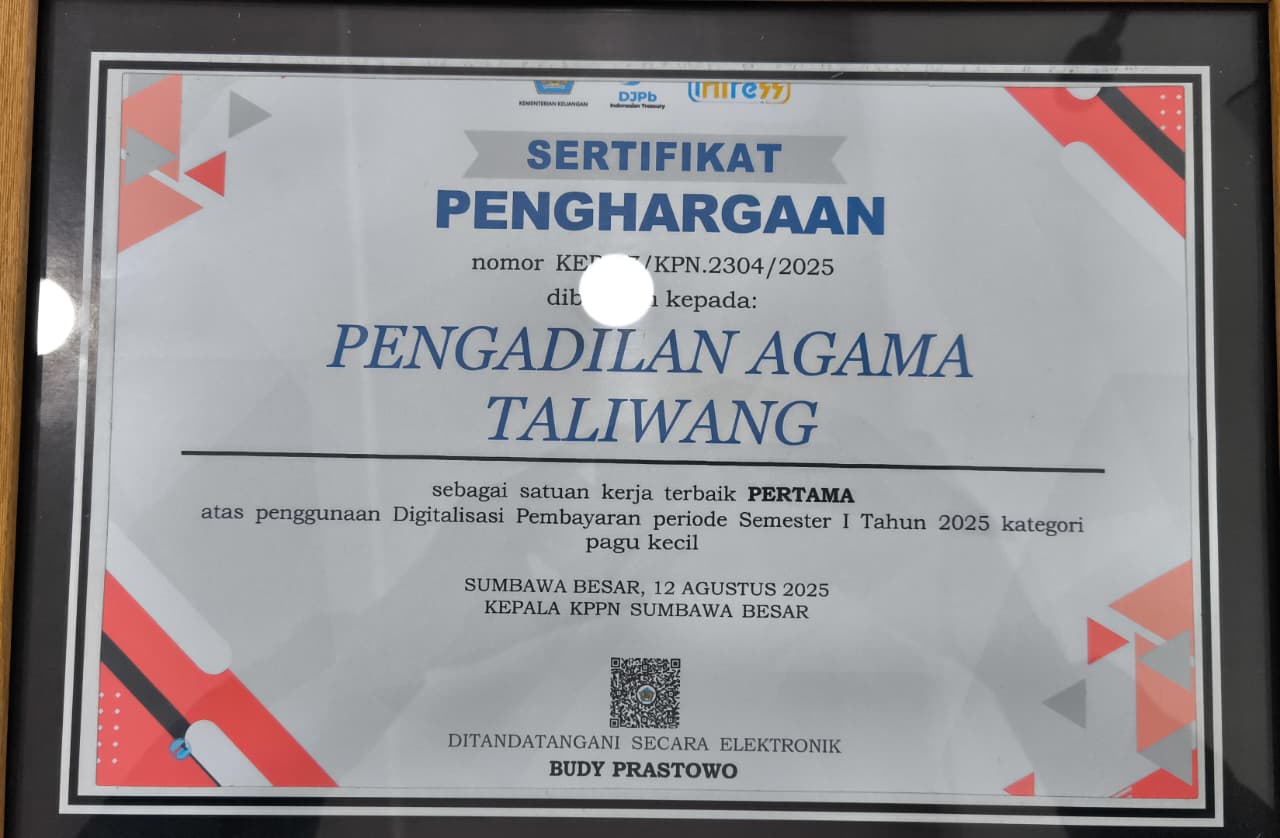 KEMENTERIAN KEUANGAN
DJPb
Indonesian Treasury
SERTIFIKAT
PENGHARGAAN
nomor /KPN.2304/2025
kepada:
PENGADILAN AGAMA
TALIWANG
sebagai satuan kerja terbaik PERTAMA
atas penggunaan Digitalisasi Pembayaran periode Semester I Tahun 2025 kategori
pagu kecil
SUMBAWA BESAR, 12 AGUSTUS 2025
KEPALA KPPN SUMBAWA BESAR
DITANDATANGANI SECARA ELEKTRONIK
BUDY PRASTOWO